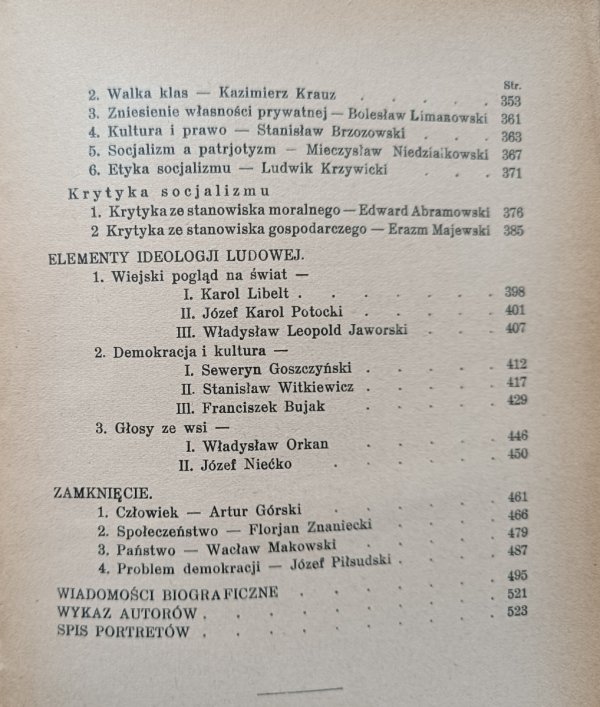 Str.
2. Walka klas — Kazimierz Krauz . . . . . 353
3. Zniesienie własności prywatnej — Bolesław Limanowski 361
4. Kultura i prawo — Stanisław Brzozowski . . . 363
5. Socjalizm a patrjotyzm — Mieczysław Niedziałkowski 367
6. Etyka socjalizmu — Ludwik Krzywicki . . . 371
Krytyka socjalizmu
1. Krytyka ze stanowiska moralnego — Edward Abramowski 376
2 Krytyka ze stanowiska gospodarczego — Erazm Majewski 385
ELEMENTY IDEOLOGJI LUDOWEJ.
1. Wiejski pogląd na świat —
I. Karol Libelt . . . . . . . 398
II. Józef Karol Potocki . . . . . 401
III. Władysław Leopold Jaworski . . . 407
2. Demokracja i kultura —
I. Seweryn Goszczyński . . . . . 412
II. Stanisław Witkiewicz . . . . . 417
III. Franciszek Bujak . . . . . 429
3. Głosy ze wsi —
I. Władysław Orkan . . . . . 446
II. Józef Niećko . . . . . . 450
ZAMKNIĘCIE.
1. Człowiek — Artur Górski . . . . . . 461
2. Społeczeństwo — Florjan Znaniecki . . . . 466
3. Państwo — Wacław Makowski . . . . . 479
4. Problem demokracji — Józef Piłsudski . . . . 487
WIADOMOŚCI BIOGRAFICZNE . . . . . . . 495
WYKAZ AUTORÓW . . . . . . . . . . 521
SPIS PORTRETÓW . . . . . . . . . . 523